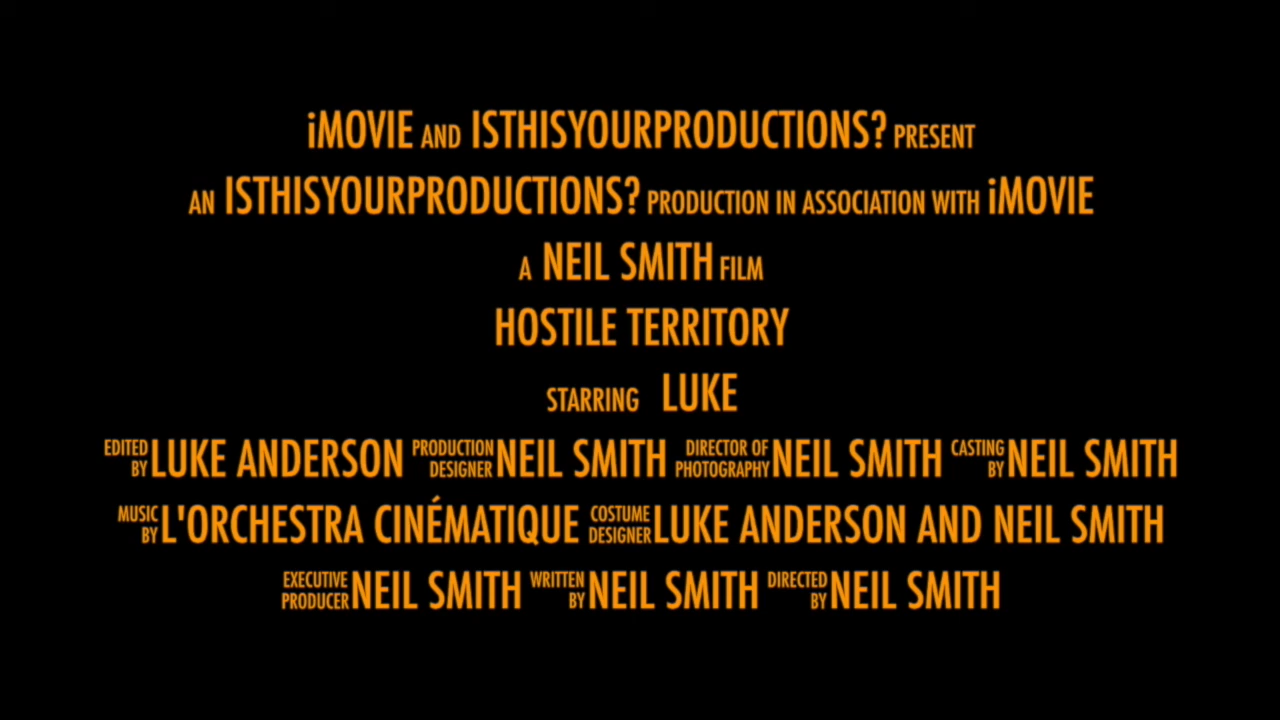 iMOVIE AND ISTHISYOURPRODUCTIONS? PRESENT
AN ISTHISYOURPRODUCTIONS? PRODUCTION IN ASSOCIATION WITH iMOVIE
A NEIL SMITH FILM
HOSTILE TERRITORY
STARRING LUKE
EDITED BY LUKE ANDERSON PRODUCTION DESIGNER NEIL SMITH DIRECTOR OF PHOTOGRAPHY NEIL SMITH CASTING BY NEIL SMITH
MUSIC BY L'ORCHESTRA CINÉMATIQUE COSTUME DESIGNER LUKE ANDERSON AND NEIL SMITH
EXECUTIVE PRODUCER NEIL SMITH WRITTEN BY NEIL SMITH DIRECTED BY NEIL SMITH